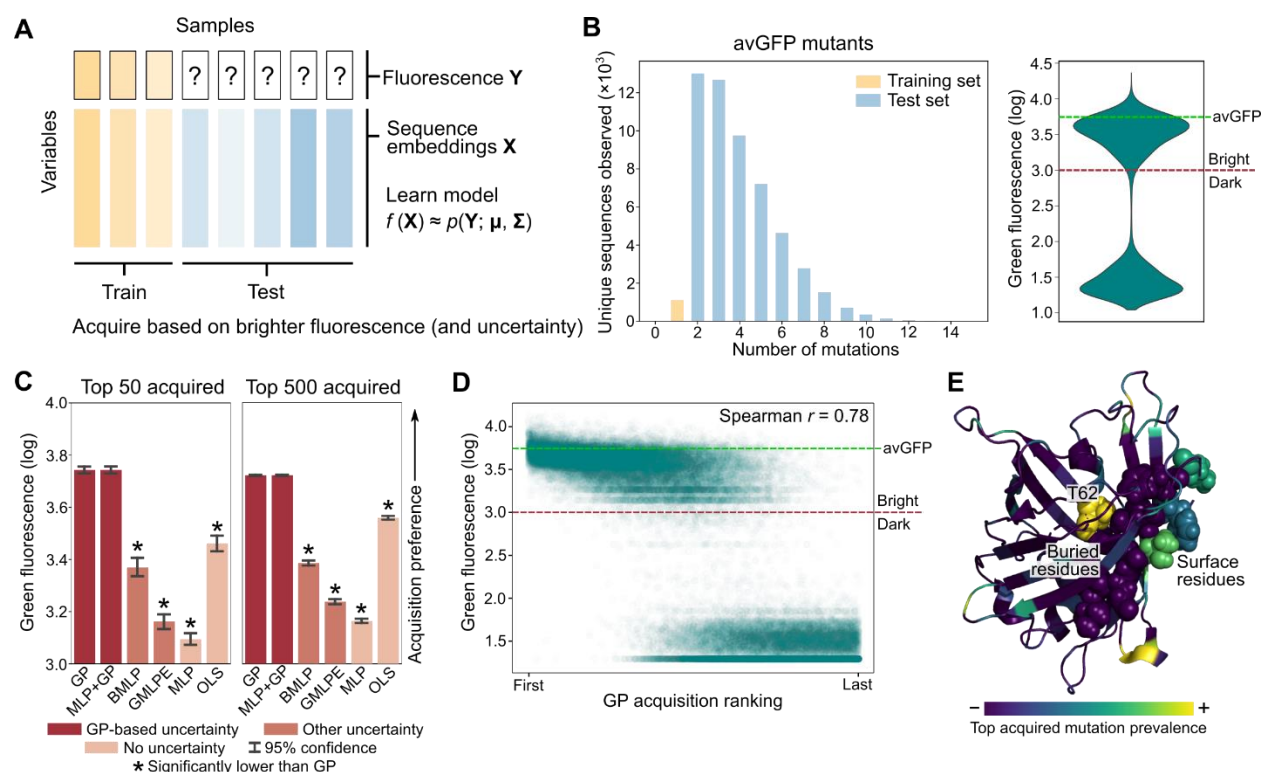 A
Samples
Variables
? ? ? ? ?
Fluorescence Y
Sequence
embeddings X
Learn model
f (X) ≈ p(Y; μ, Σ)
Train
Test
Acquire based on brighter fluorescence (and uncertainty)
B
avGFP mutants
Unique sequences observed (×10³)
12
10
8
6
4
2
0
0 2 4 6 8 10 12 14
Number of mutations
Training set
Test set
Green fluorescence (log)
4.5
4.0
3.5
3.0
2.5
2.0
1.5
1.0
avGFP
Bright
Dark
C
Top 50 acquired
Top 500 acquired
Green fluorescence (log)
4.0
3.8
3.6
3.4
3.2
3.0
* * * *
* * * *
GP MLP+GP BMLP GMLPE MLP OLS
GP MLP+GP BMLP GMLPE MLP OLS
Acquisition preference
GP-based uncertainty
Other uncertainty
No uncertainty
95% confidence
* Significantly lower than GP
D
Spearman r = 0.78
Green fluorescence (log)
4.0
3.5
3.0
2.5
2.0
1.5
avGFP
Bright
Dark
First
Last
GP acquisition ranking
E
T62
Buried
residues
Surface
residues
− +
Top acquired mutation prevalence